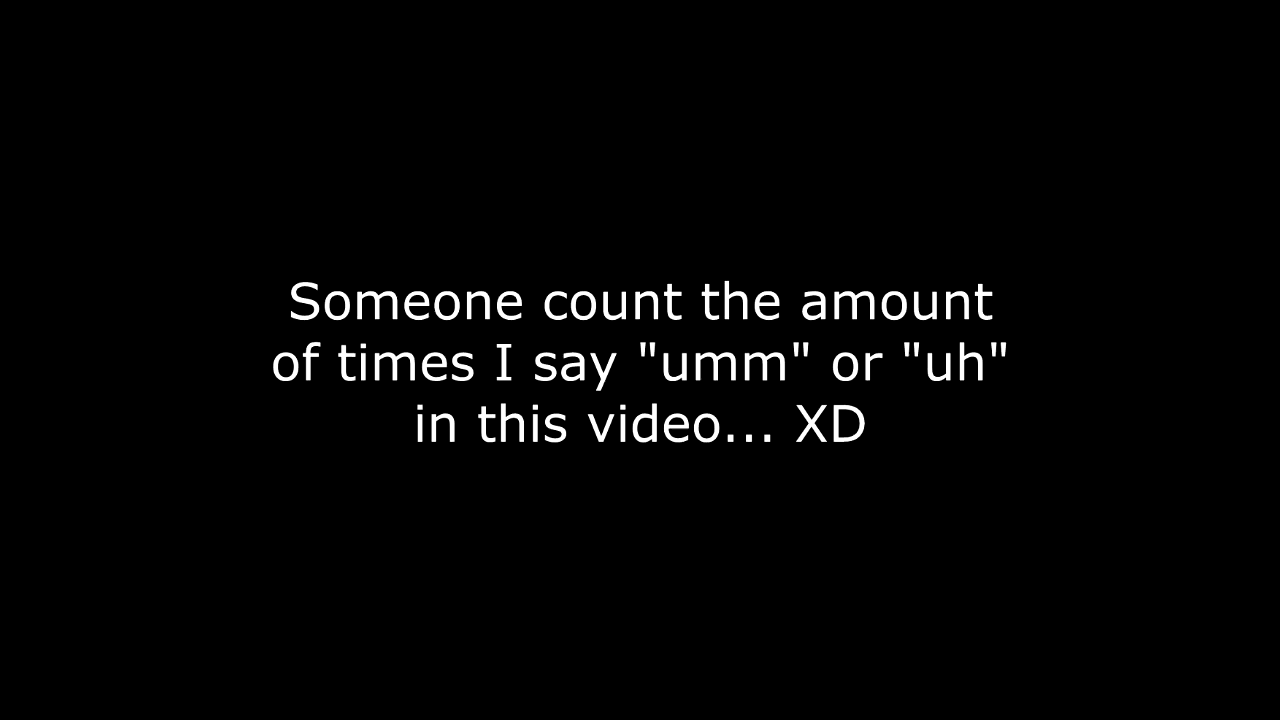 Someone count the amount
of times I say "umm" or "uh"
in this video... XD